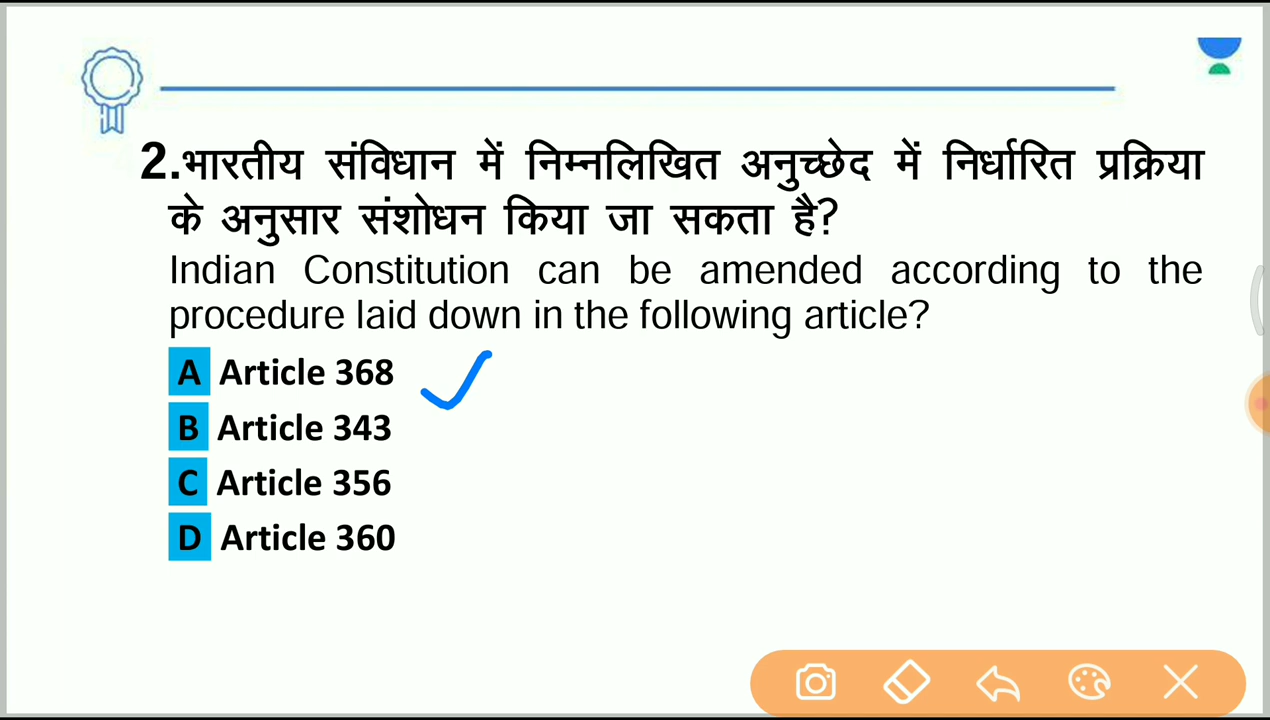 2.भारतीय संविधान में निम्नलिखित अनुच्छेद में निर्धारित प्रक्रिया
के अनुसार संशोधन किया जा सकता है?
Indian Constitution can be amended according to the
procedure laid down in the following article?
A Article 368
B Article 343
C Article 356
D Article 360